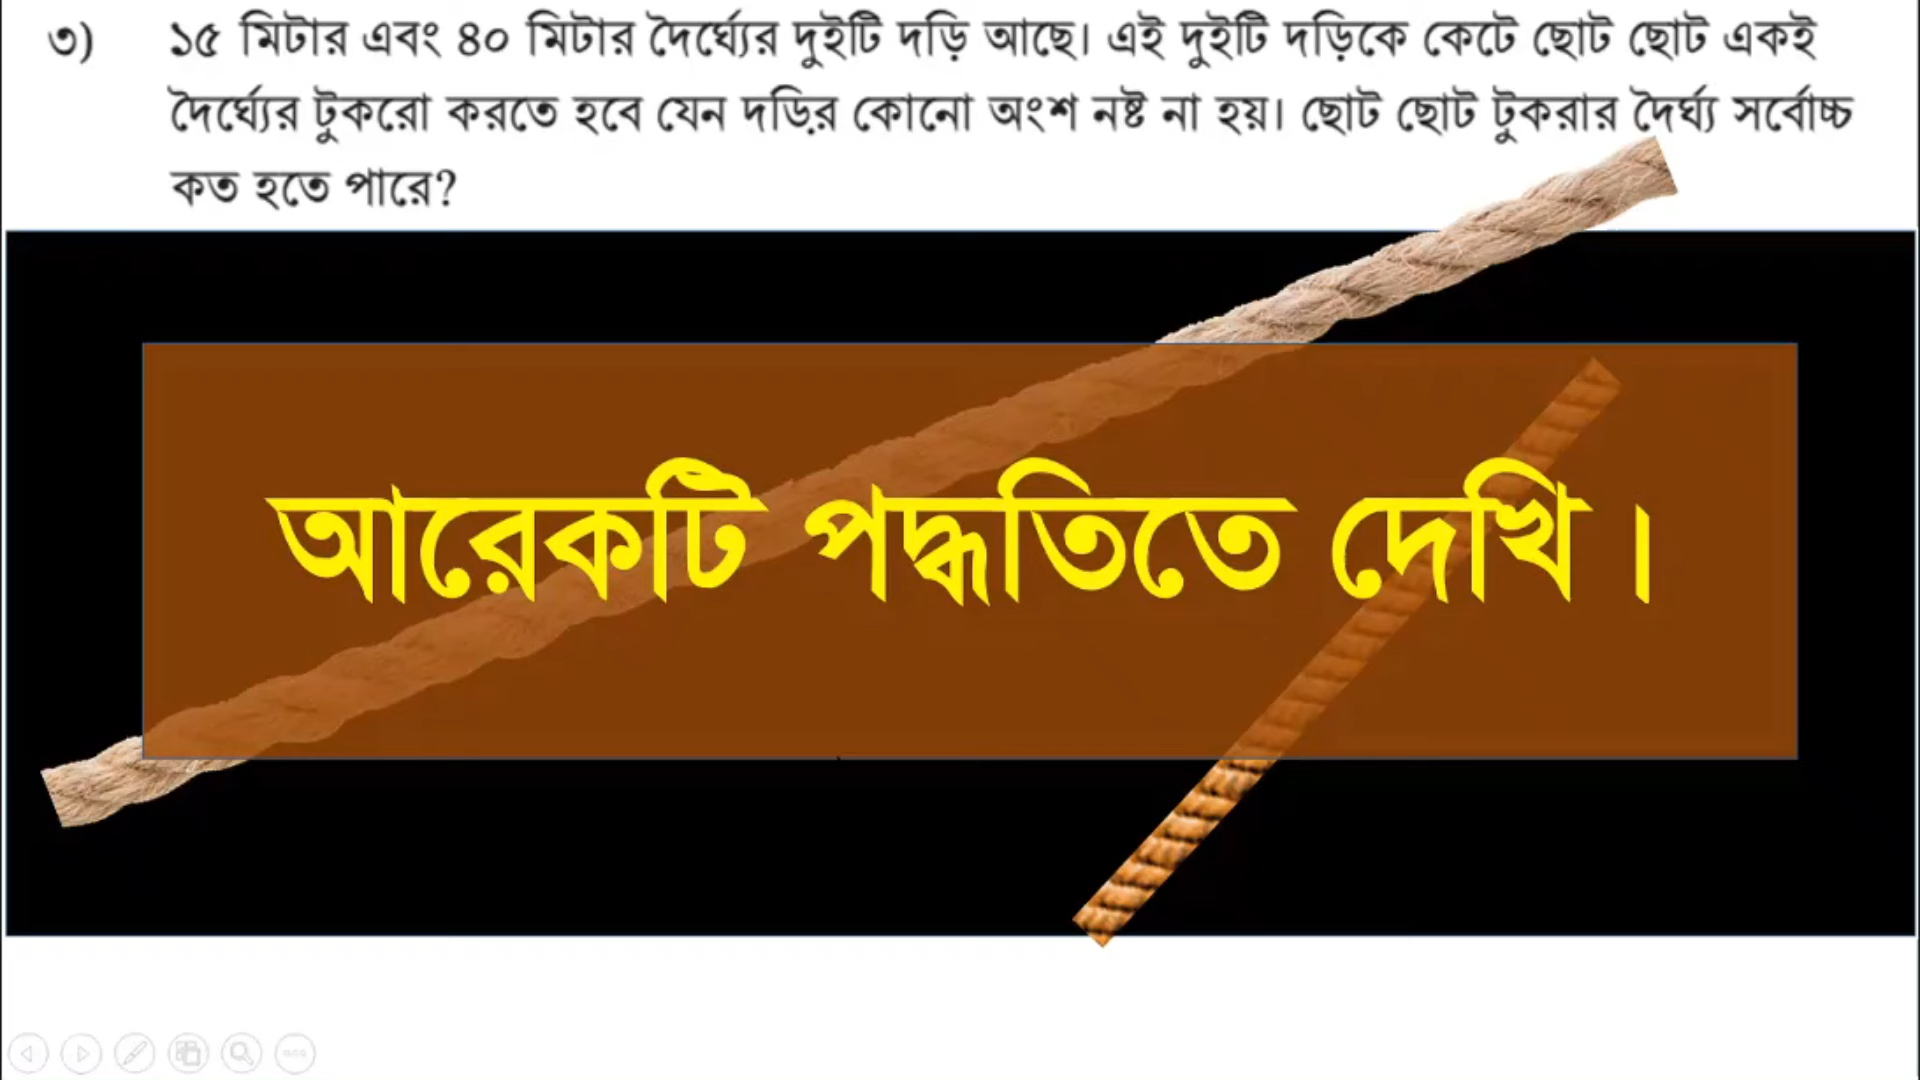 ৩) ১৫ মিটার এবং ৪০ মিটার দৈর্ঘ্যের দুইটি দড়ি আছে। এই দুইটি দড়িকে কেটে ছোট ছোট একই
দৈর্ঘ্যের টুকরো করতে হবে যেন দড়ির কোনো অংশ নষ্ট না হয়। ছোট ছোট টুকরার দৈর্ঘ্য সর্বোচ্চ
কত হতে পারে?
আরেকটি পদ্ধতিতে দেখি।